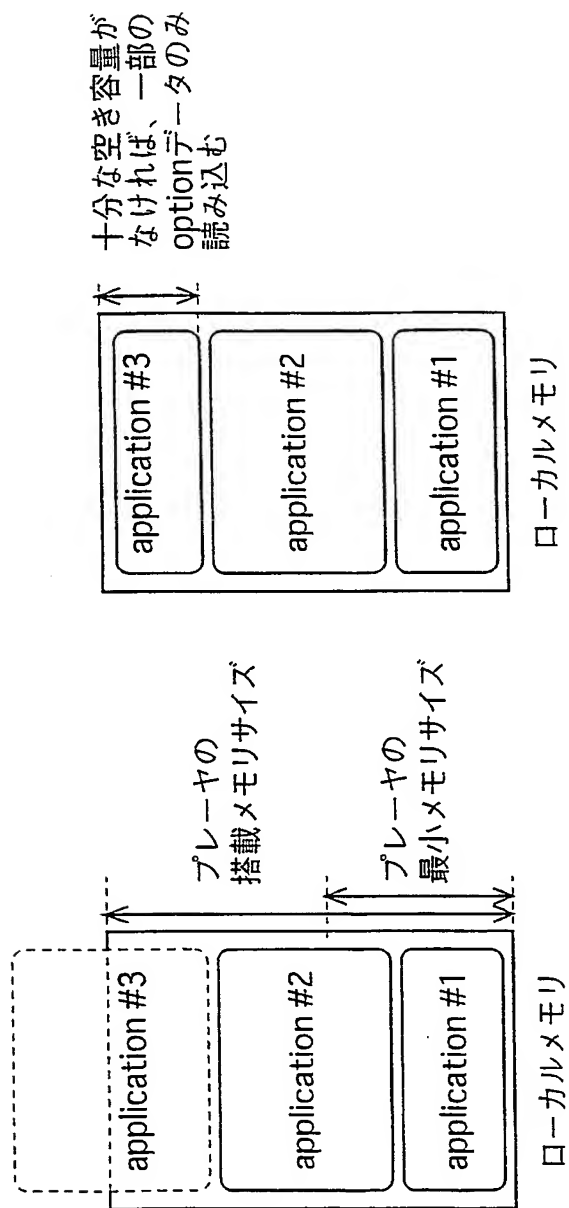 application #3
application #2
application #1
ローカルメモリ
プレーヤの
搭載メモリサイズ
プレーヤの
最小メモリサイズ
application #3
application #2
application #1
ローカルメモリ
十分な空き容量が
なければ、一部の
optionデータのみ
読み込む